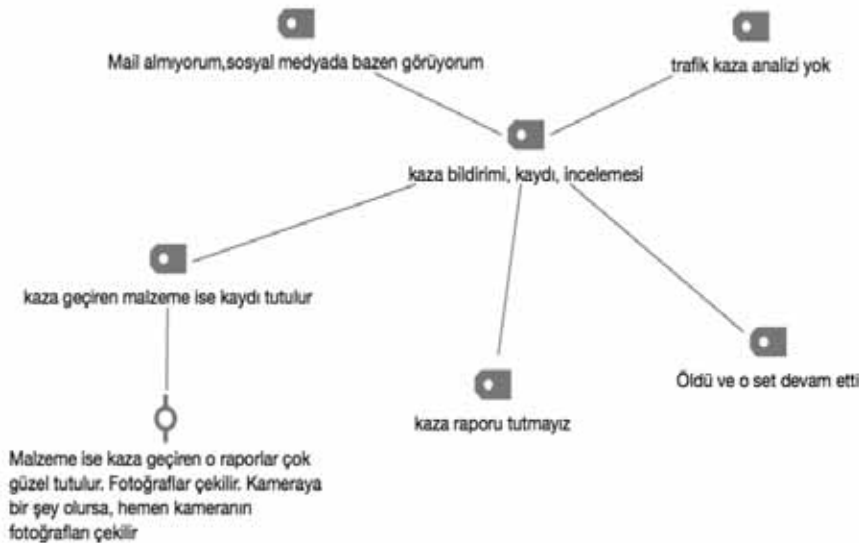 Mail almıyorum,sosyal medyada bazen görüyorum
trafik kaza analizi yok
kaza bildirimi, kaydı, incelemesi
kaza geçiren malzeme ise kaydı tutulur
Öldü ve o set devam etti
kaza raporu tutmayız
Malzeme ise kaza geçiren o raporlar çok
güzel tutulur. Fotoğraflar çekilir. Kameraya
bir şey olursa, hemen kameranın
fotoğrafları çekilir